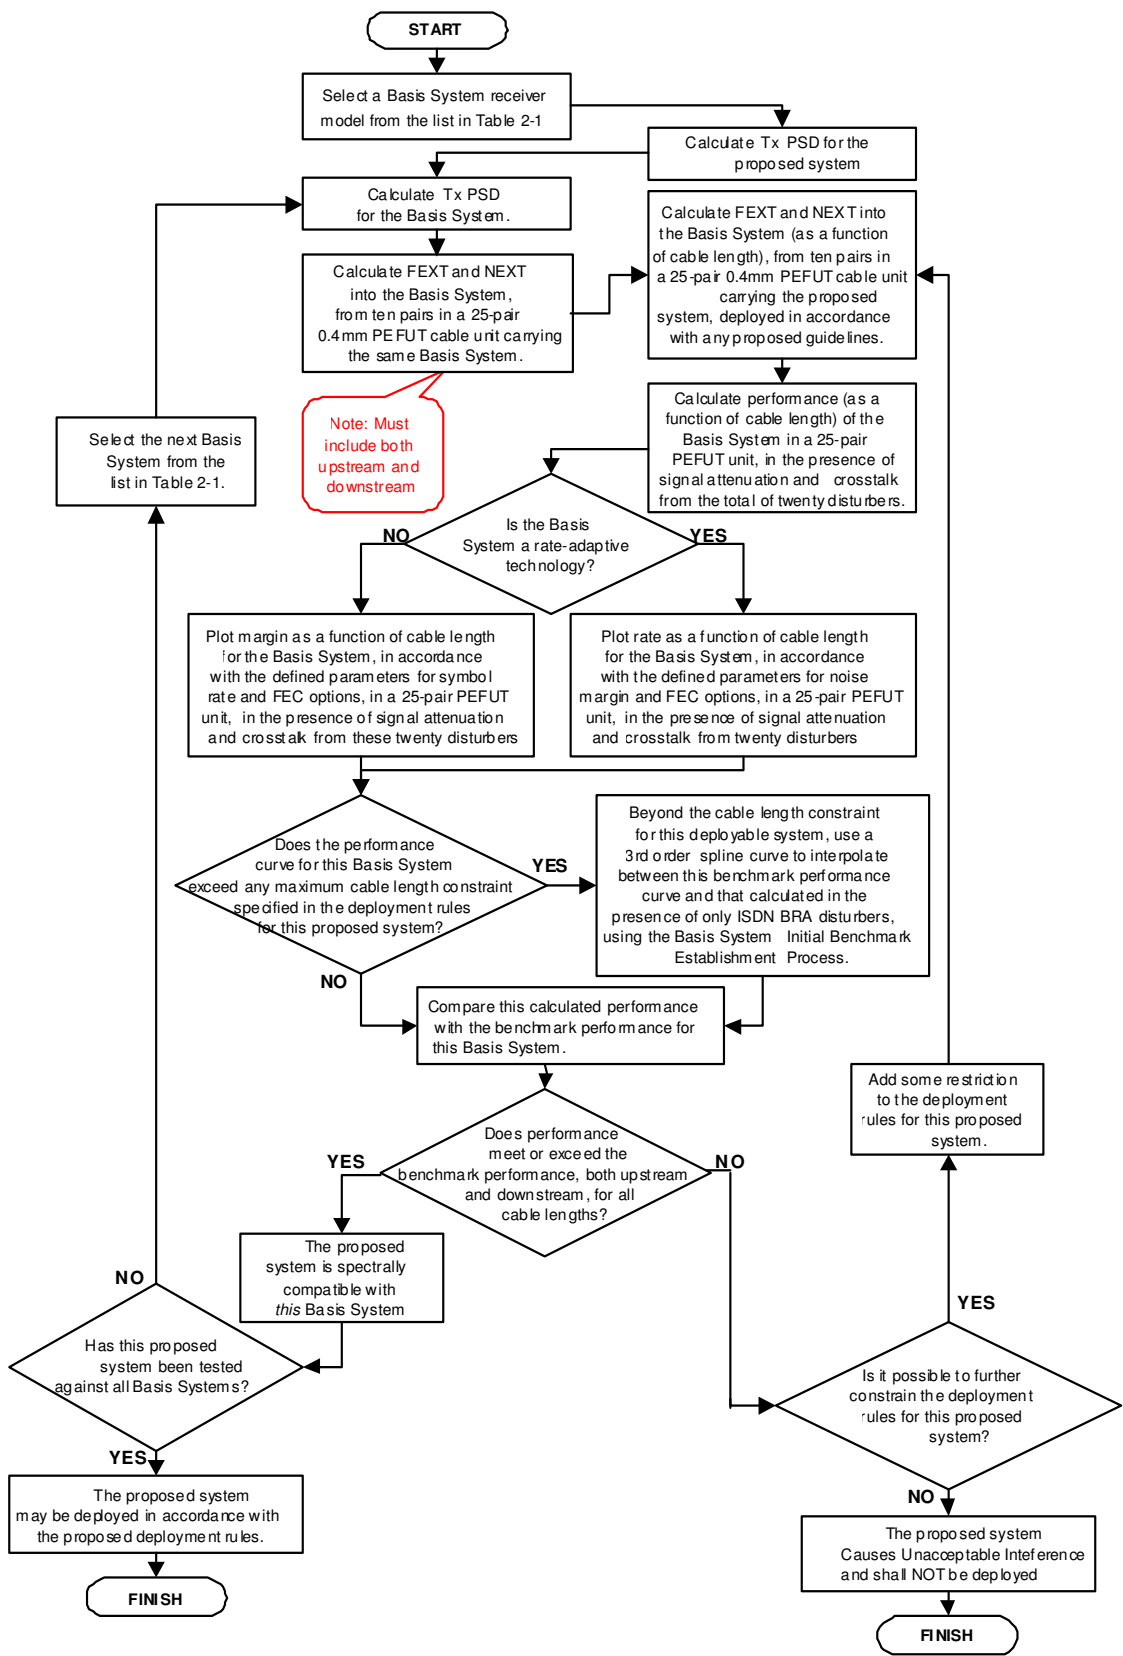 START
Select a Basis System receiver
model from the list in Table 2-1
Calculate Tx PSD for the
proposed system
Calculate Tx PSD
for the Basis System.
Calculate FEXT and NEXT
into the Basis System,
from ten pairs in a 25-pair
0.4mm PEFUT cable unit carrying
the same Basis System.
Calculate FEXT and NEXT into
the Basis System (as a function
of cable length), from ten pairs in
a 25-pair 0.4mm PEFUT cable unit
carrying the proposed
system, deployed in accordance
with any proposed guidelines.
Note: Must
include both
upstream and
downstream
Calculate performance (as a
function of cable length) of the
Basis System in a 25-pair
PEFUT unit, in the presence of
signal attenuation and crosstalk
from the total of twenty disturbers.
Select the next Basis
System from the
list in Table 2-1.
Is the Basis
System a rate-adaptive
technology?
NO
YES
Plot margin as a function of cable length
for the Basis System, in accordance
with the defined parameters for symbol
rate and FEC options, in a 25-pair PEFUT
unit, in the presence of signal attenuation
and crosstalk from these twenty disturbers
Plot rate as a function of cable length
for the Basis System, in accordance
with the defined parameters for noise
margin and FEC options, in a 25-pair PEFUT
unit, in the presence of signal attenuation
and crosstalk from twenty disturbers
Does the performance
curve for this Basis System
exceed any maximum cable length constraint
specified in the deployment rules
for this proposed system?
YES
NO
Beyond the cable length constraint
for this deployable system, use a
3rd order spline curve to interpolate
between this benchmark performance
curve and that calculated in the
presence of only ISDN BRA disturbers,
using the Basis System Initial Benchmark
Establishment Process.
Compare this calculated performance
with the benchmark performance for
this Basis System.
Add some restriction
to the deployment
rules for this proposed
system.
Does performance
meet or exceed the
benchmark performance, both upstream
and downstream, for all
cable lengths?
YES
NO
The proposed
system is spectrally
compatible with
this Basis System
NO
Has this proposed
system been tested
against all Basis Systems?
YES
YES
Is it possible to further
constrain the deployment
rules for this proposed
system?
NO
The proposed system
may be deployed in accordance with
the proposed deployment rules.
FINISH
The proposed system
Causes Unacceptable Inteference
and shall NOT be deployed
FINISH